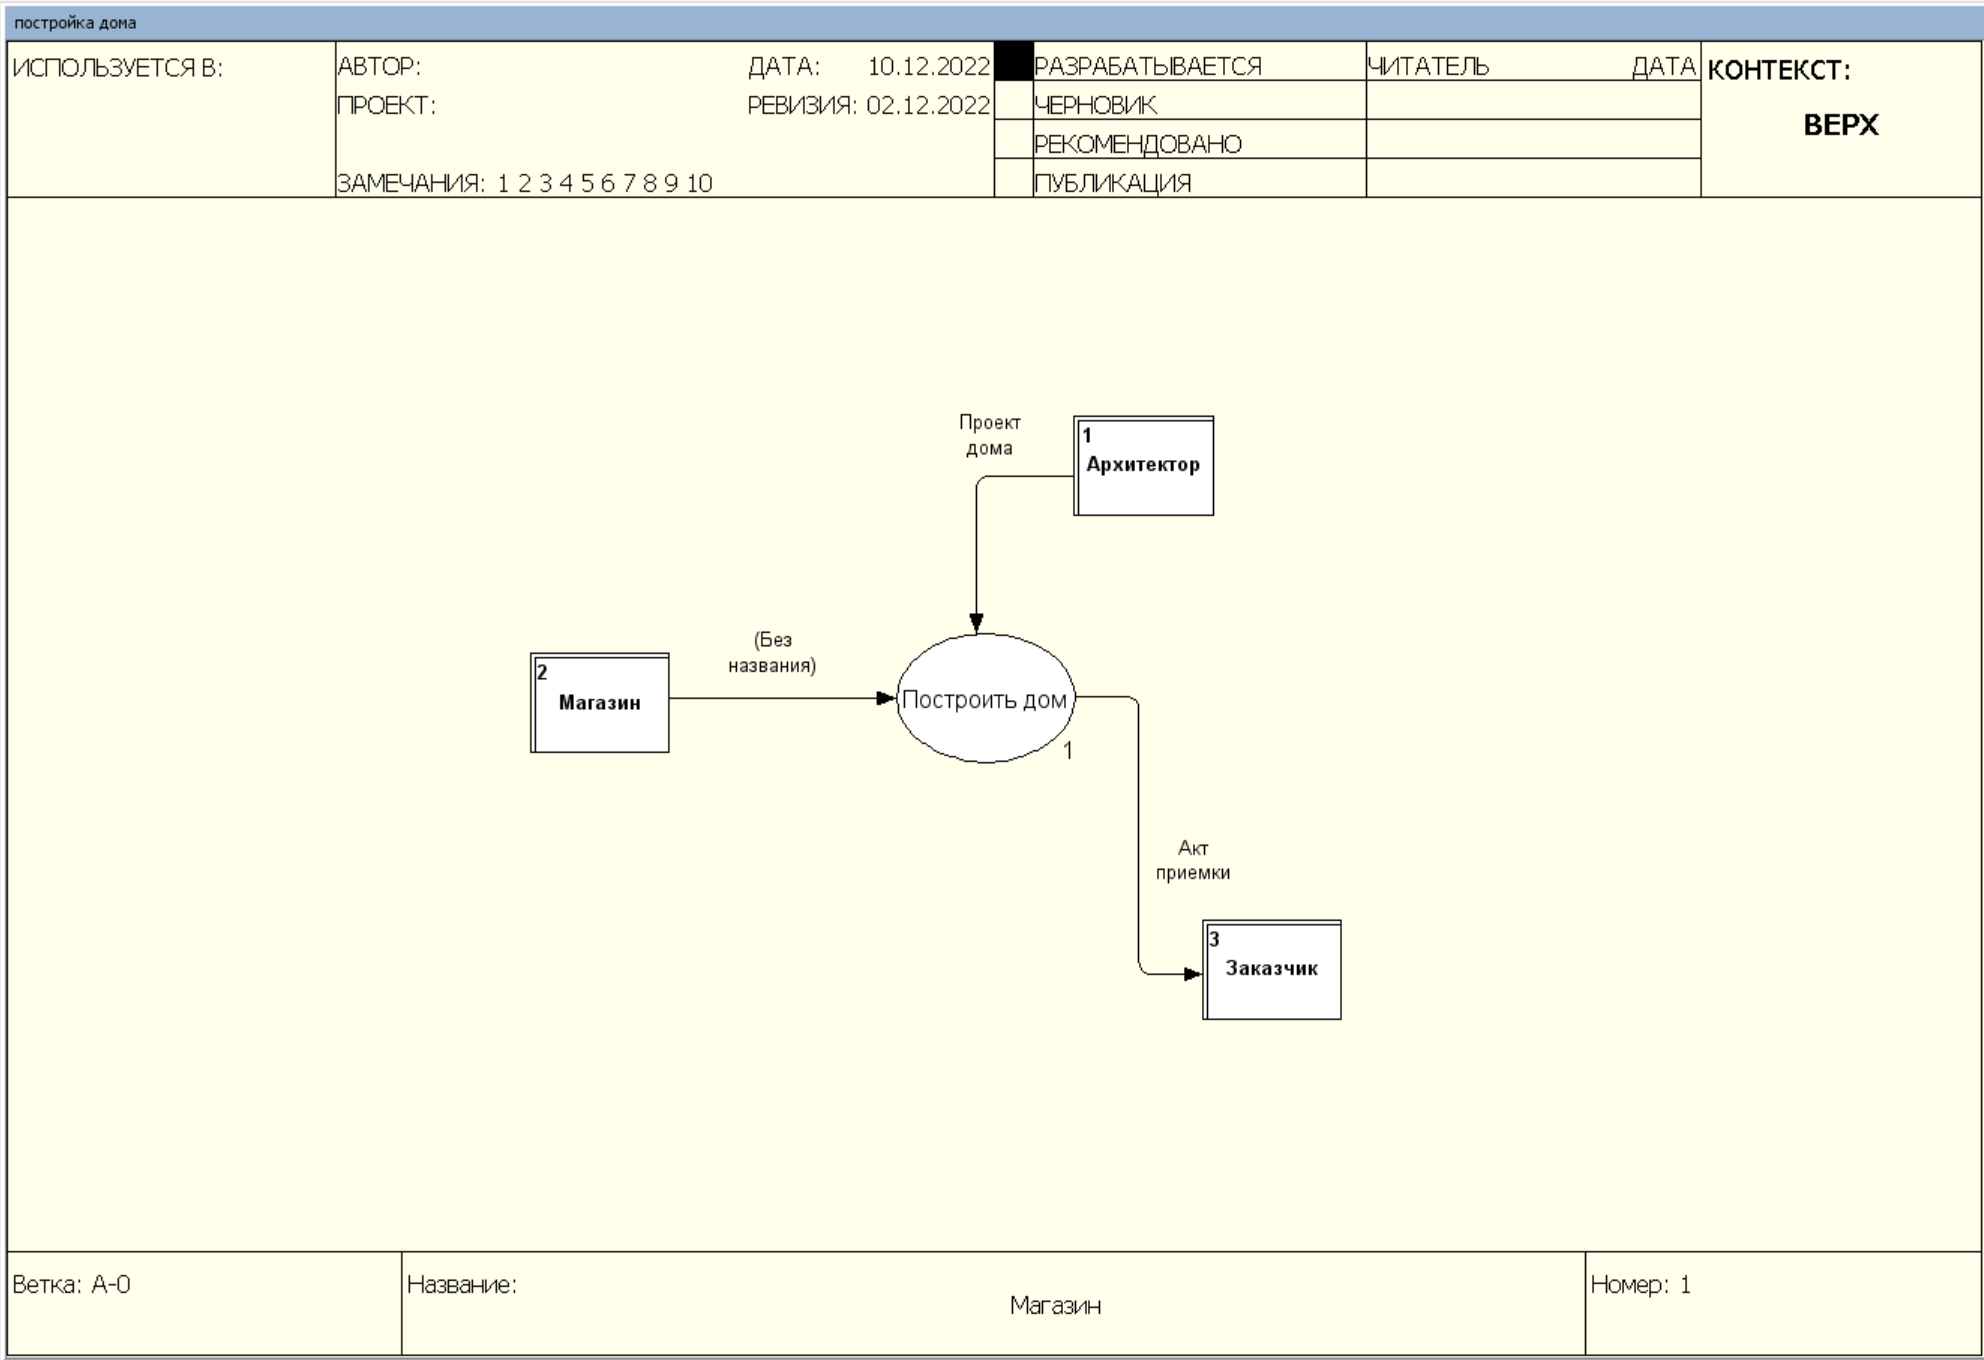 постройка дома
ИСПОЛЬЗУЕТСЯ В:
АВТОР:
ДАТА: 10.12.2022
РАЗРАБАТЫВАЕТСЯ
ЧИТАТЕЛЬ
ДАТА
КОНТЕКСТ:
ПРОЕКТ:
РЕВИЗИЯ: 02.12.2022
ЧЕРНОВИК
ВЕРХ
РЕКОМЕНДОВАНО
ЗАМЕЧАНИЯ: 1 2 3 4 5 6 7 8 9 10
ПУБЛИКАЦИЯ
Проект
дома
1
Архитектор
(Без
названия)
2
Магазин
Построить дом
1
Акт
приемки
3
Заказчик
Ветка: A-0
Название:
Магазин
Номер: 1